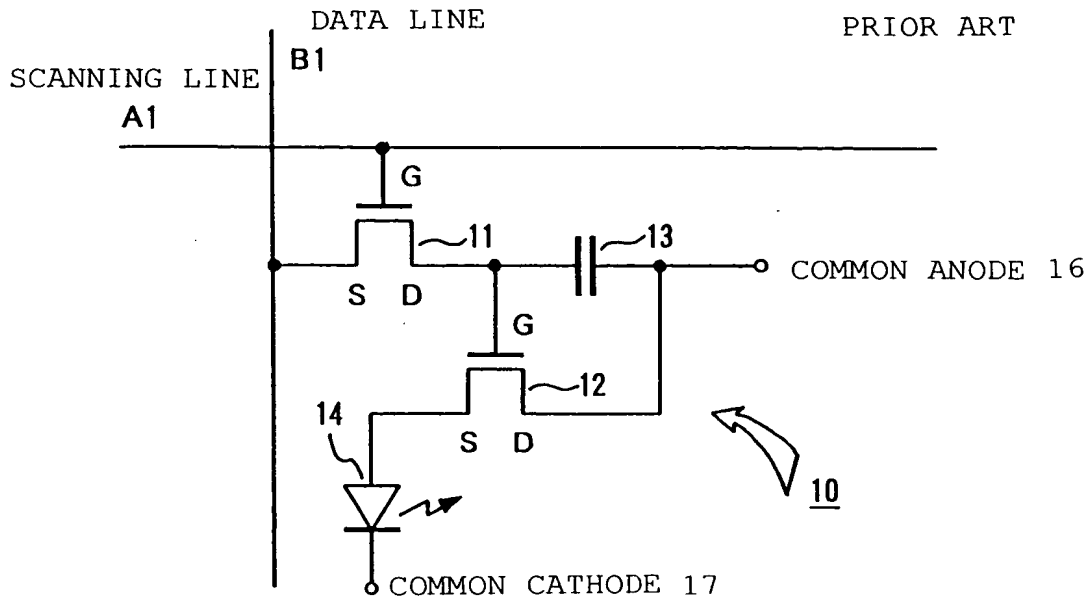 DATA LINE
PRIOR ART
B1
SCANNING LINE
A1
G
11
13
COMMON ANODE 16
S D
G
12
14
S D
10
COMMON CATHODE 17